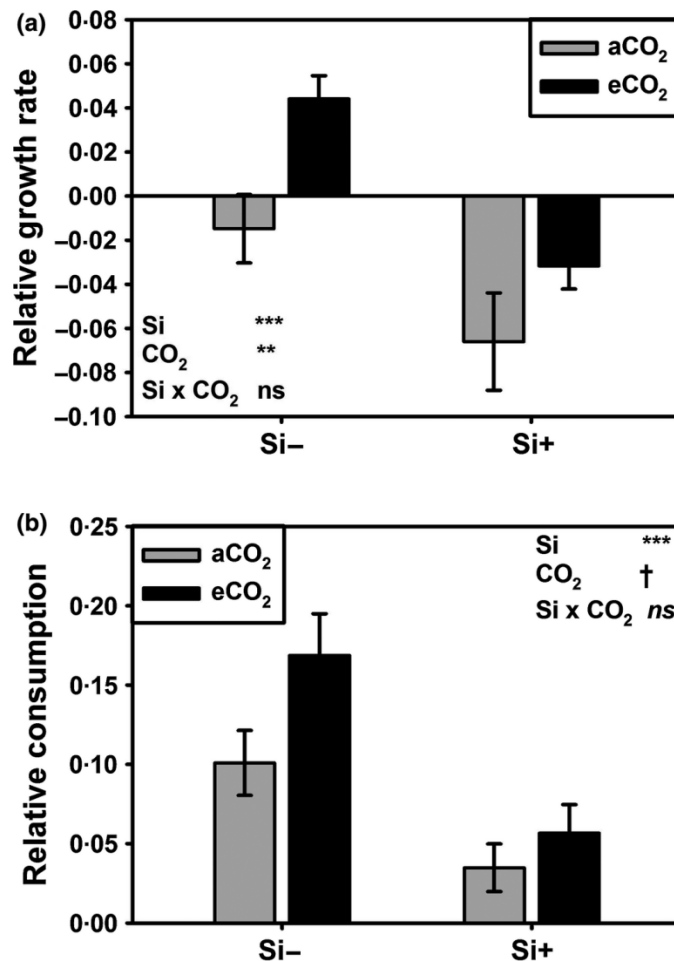 (a)
Relative growth rate
0·08
0·06
0·04
0·02
0·00
−0·02
−0·04
−0·06
−0·08
−0·10
aCO₂
eCO₂
Si ***
CO₂ **
Si x CO₂ ns
Si− Si+
(b)
Relative consumption
0·25
0·20
0·15
0·10
0·05
0·00
aCO₂
eCO₂
Si ***
CO₂ †
Si x CO₂ ns
Si− Si+